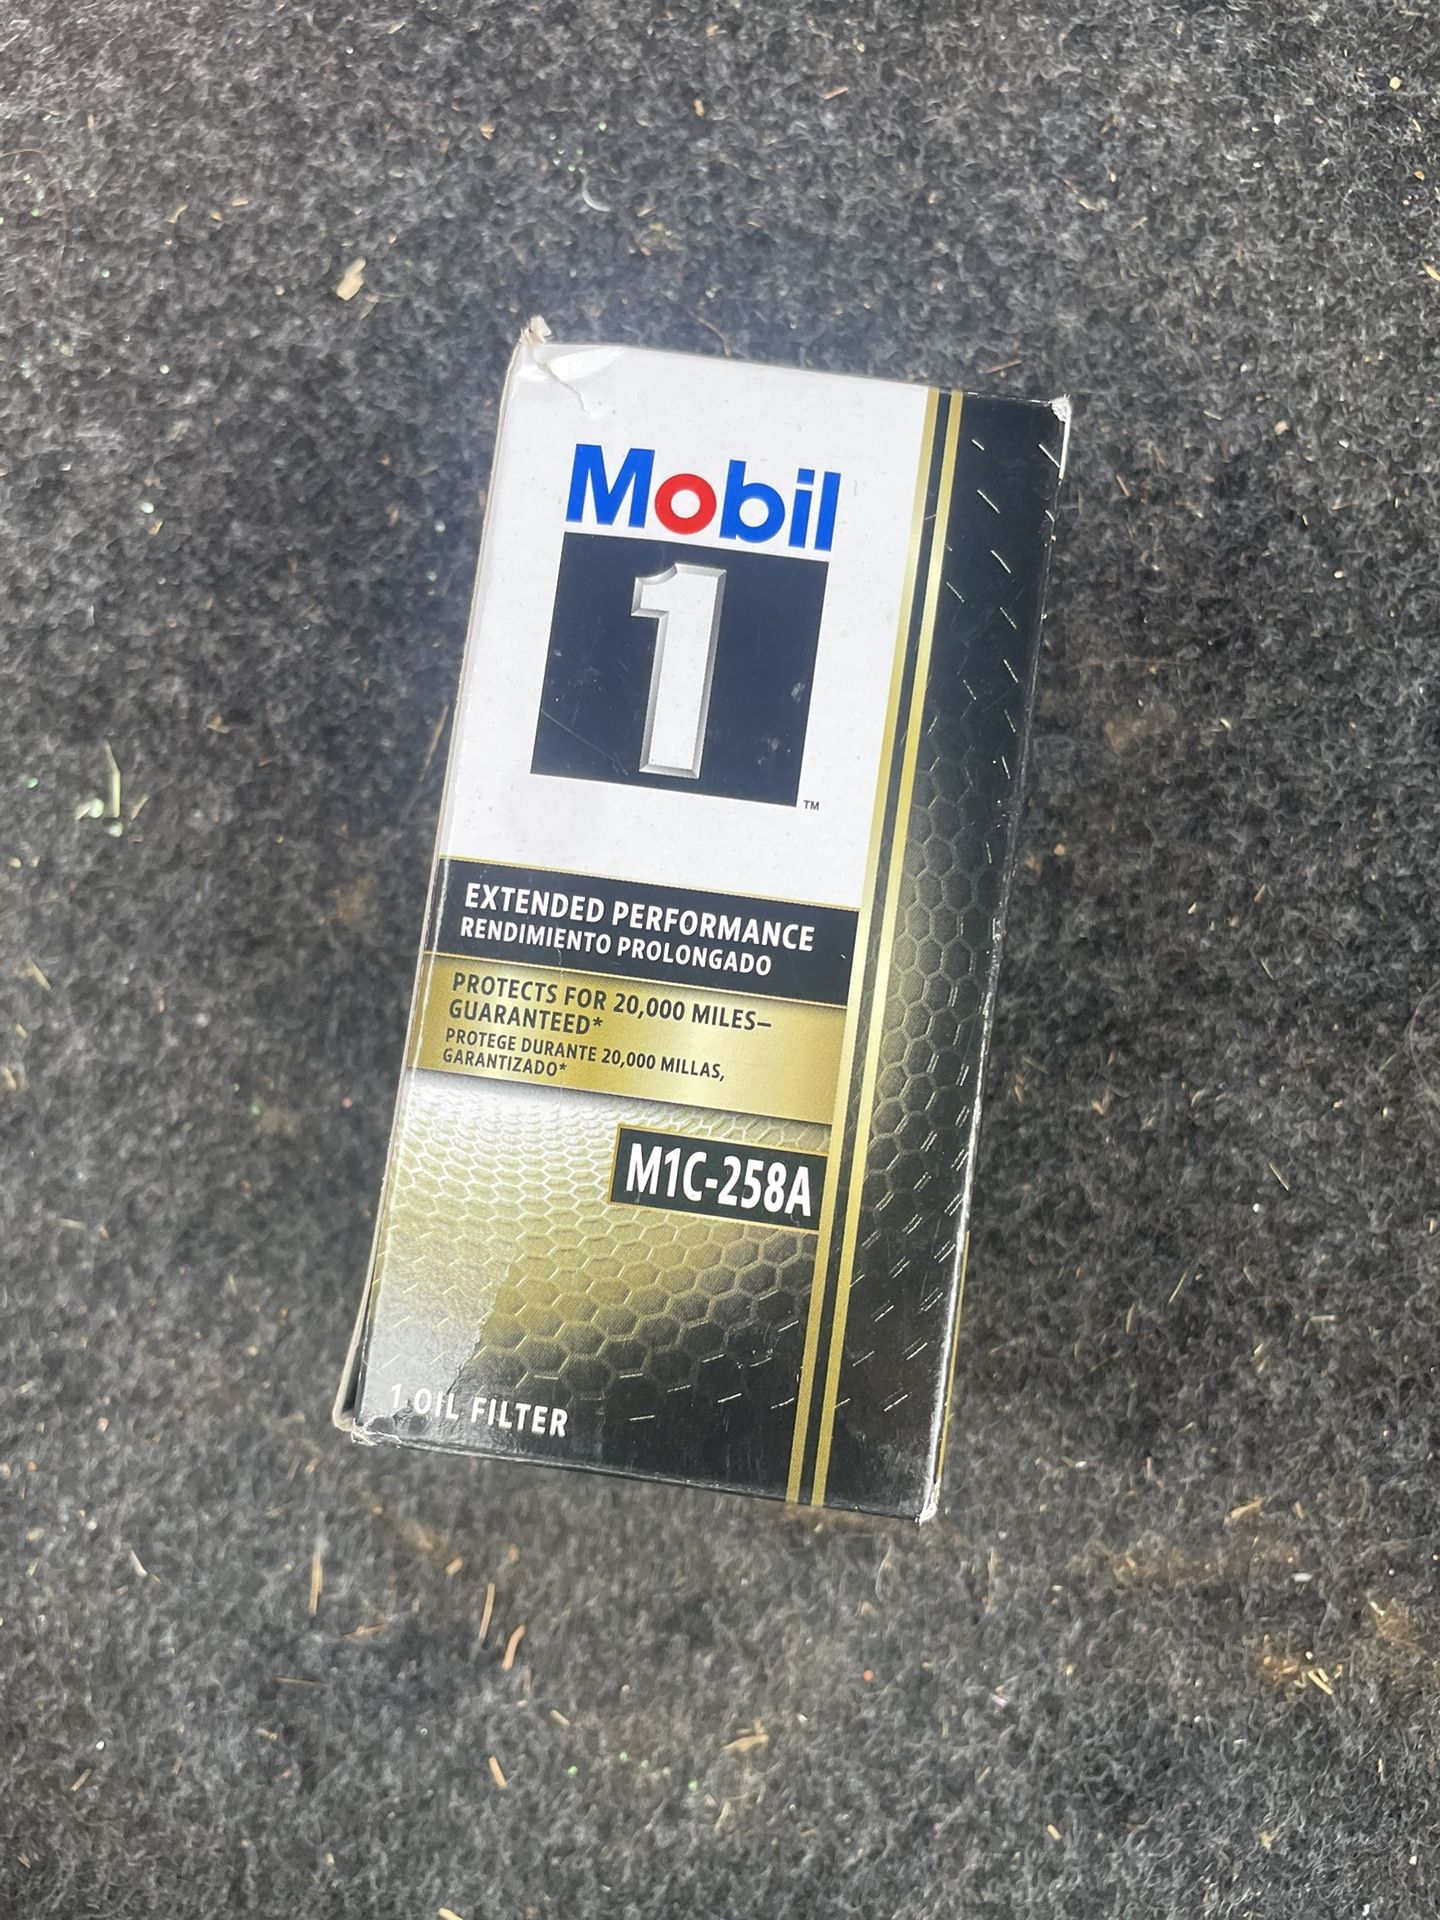 Mobil
1
™
EXTENDED PERFORMANCE
RENDIMIENTO PROLONGADO
PROTECTS FOR 20,000 MILES–
GUARANTEED*
PROTEGE DURANTE 20,000 MILLAS,
GARANTIZADO*
M1C-258A
1 OIL FILTER